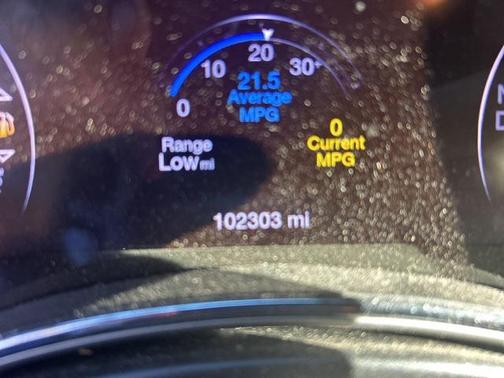 20
10
30+
0
21.5
Average
MPG
0
Current
MPG
Range
Low mi
102303 mi